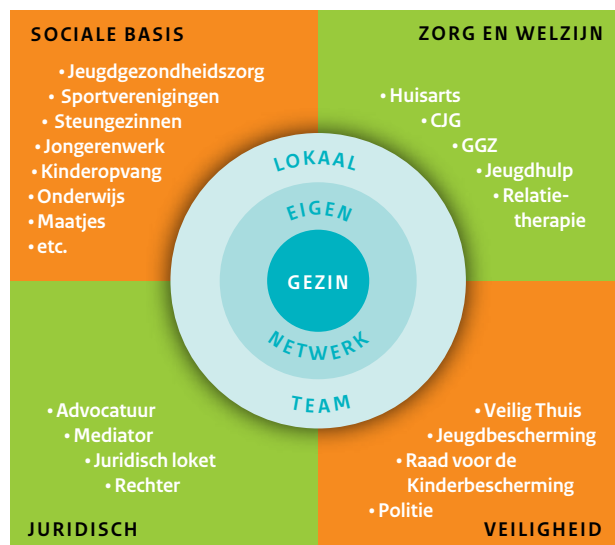 SOCIALE BASIS
• Jeugdgezondheidszorg
• Sportverenigingen
• Steungezinnen
• Jongerenwerk
• Kinderopvang
• Onderwijs
• Maatjes
• etc.
ZORG EN WELZIJN
• Huisarts
• CJG
• GGZ
• Jeugdhulp
• Relatie-
therapie
LOKAAL
EIGEN
GEZIN
NETWERK
TEAM
• Advocatuur
• Mediator
• Juridisch loket
• Rechter
JURIDISCH
• Veilig Thuis
• Jeugdbescherming
• Raad voor de
Kinderbescherming
• Politie
VEILIGHEID